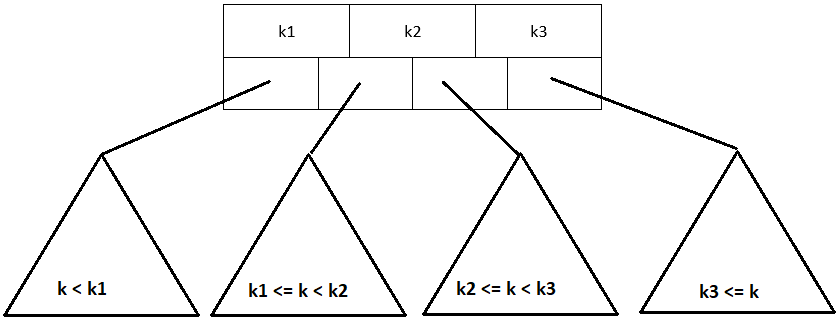 k1 k2 k3
k < k1
k1 <= k < k2
k2 <= k < k3
k3 <= k